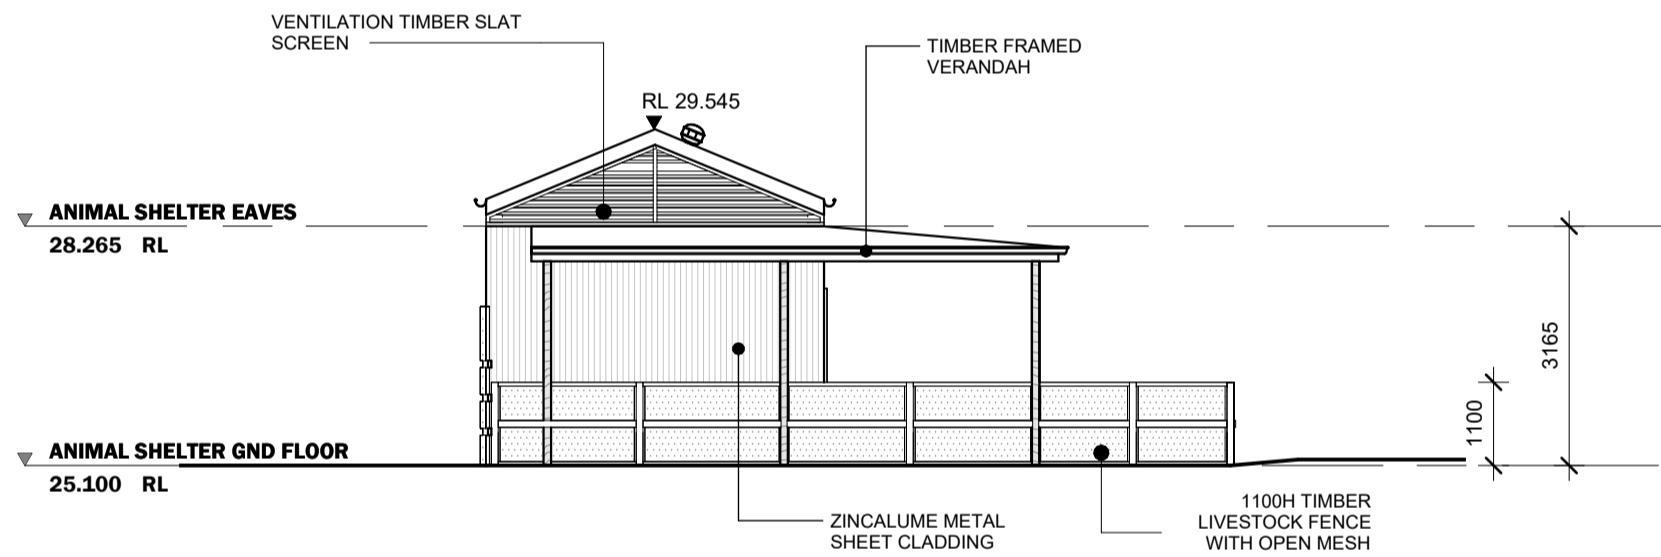 VENTILATION TIMBER SLAT
SCREEN
TIMBER FRAMED
VERANDAH
RL 29.545
ANIMAL SHELTER EAVES
28.265 RL
3165
1100
ANIMAL SHELTER GND FLOOR
25.100 RL
ZINCALUME METAL
SHEET CLADDING
1100H TIMBER
LIVESTOCK FENCE
WITH OPEN MESH